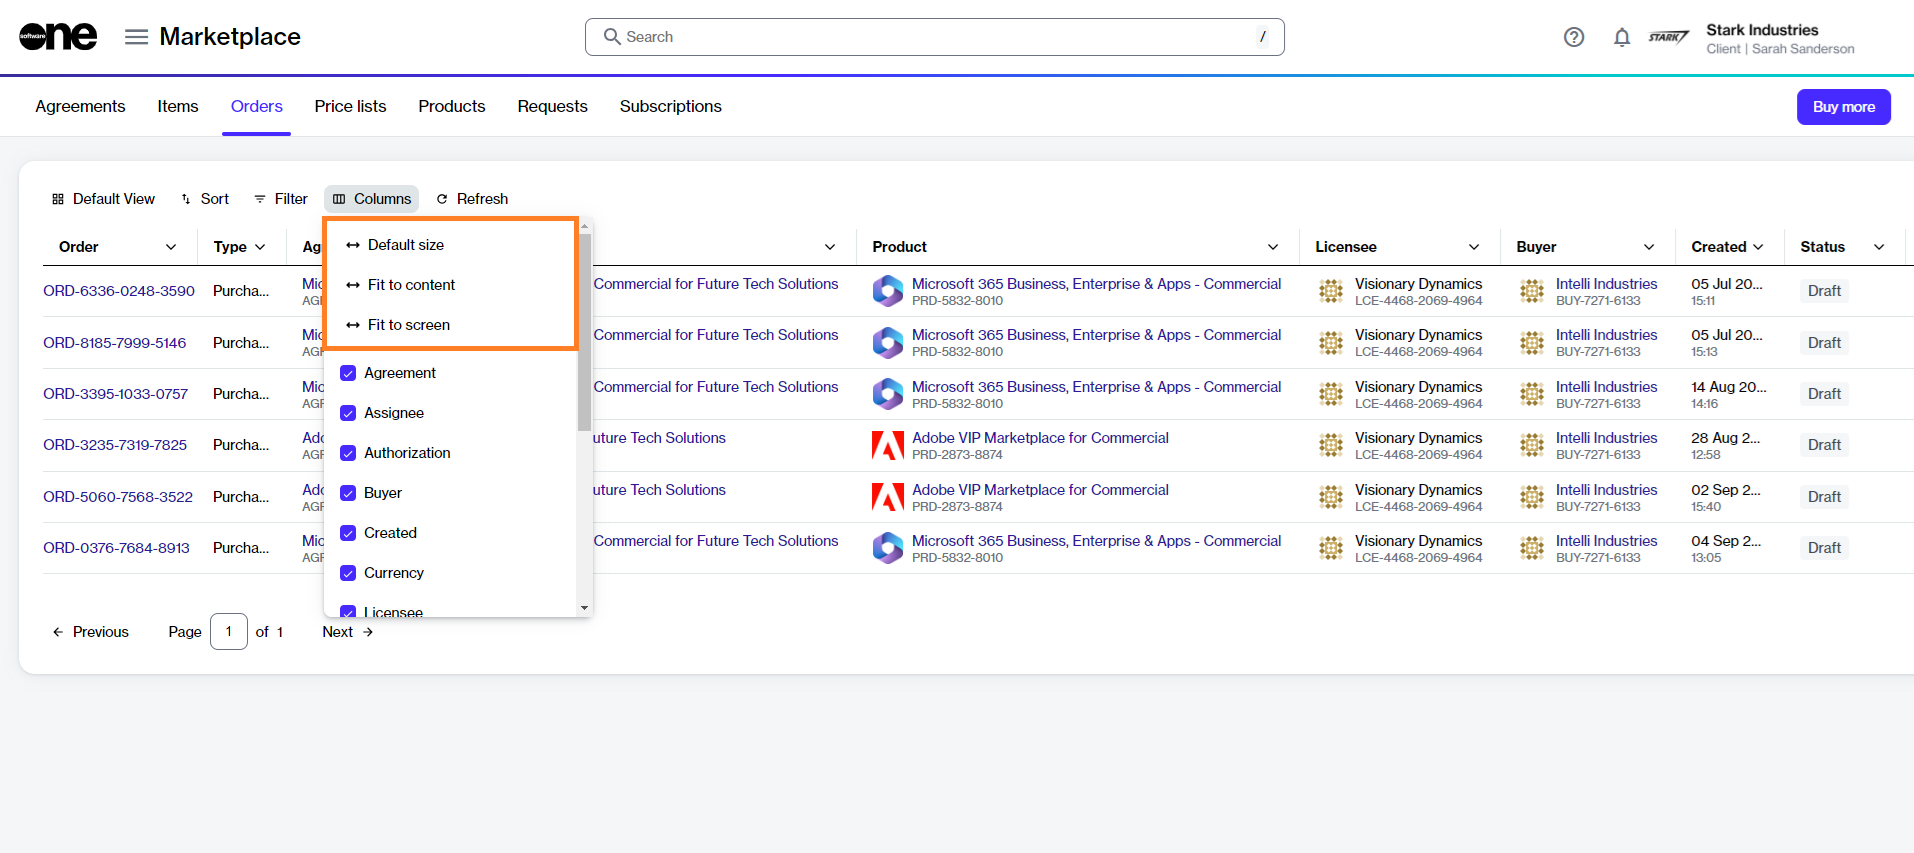 software one
Marketplace
Search
/
Stark Industries
STARK
Client | Sarah Sanderson
Agreements Items Orders Price lists Products Requests Subscriptions
Buy more
Default View Sort Filter Columns Refresh
Order Type Ag Product Licensee Buyer Created Status
Default size
Fit to content
Fit to screen
Agreement
Assignee
Authorization
Buyer
Created
Currency
Licensee
ORD-6336-0248-3590 Purcha... Mic Commercial for Future Tech Solutions Microsoft 365 Business, Enterprise & Apps - Commercial Visionary Dynamics Intelli Industries 05 Jul 20... Draft
AGR PRD-5832-8010 LCE-4468-2069-4964 BUY-7271-6133 15:11
ORD-8185-7999-5146 Purcha... Mic Commercial for Future Tech Solutions Microsoft 365 Business, Enterprise & Apps - Commercial Visionary Dynamics Intelli Industries 05 Jul 20... Draft
AGR PRD-5832-8010 LCE-4468-2069-4964 BUY-7271-6133 15:13
ORD-3395-1033-0757 Purcha... Mic Commercial for Future Tech Solutions Microsoft 365 Business, Enterprise & Apps - Commercial Visionary Dynamics Intelli Industries 14 Aug 20... Draft
AGR PRD-5832-8010 LCE-4468-2069-4964 BUY-7271-6133 14:16
ORD-3235-7319-7825 Purcha... Ado uture Tech Solutions Adobe VIP Marketplace for Commercial Visionary Dynamics Intelli Industries 28 Aug 2... Draft
AGR PRD-2873-8874 LCE-4468-2069-4964 BUY-7271-6133 12:58
ORD-5060-7568-3522 Purcha... Ado uture Tech Solutions Adobe VIP Marketplace for Commercial Visionary Dynamics Intelli Industries 02 Sep 2... Draft
AGR PRD-2873-8874 LCE-4468-2069-4964 BUY-7271-6133 15:40
ORD-0376-7684-8913 Purcha... Mic Commercial for Future Tech Solutions Microsoft 365 Business, Enterprise & Apps - Commercial Visionary Dynamics Intelli Industries 04 Sep 2... Draft
AGR PRD-5832-8010 LCE-4468-2069-4964 BUY-7271-6133 13:05
Previous Page 1 of 1 Next